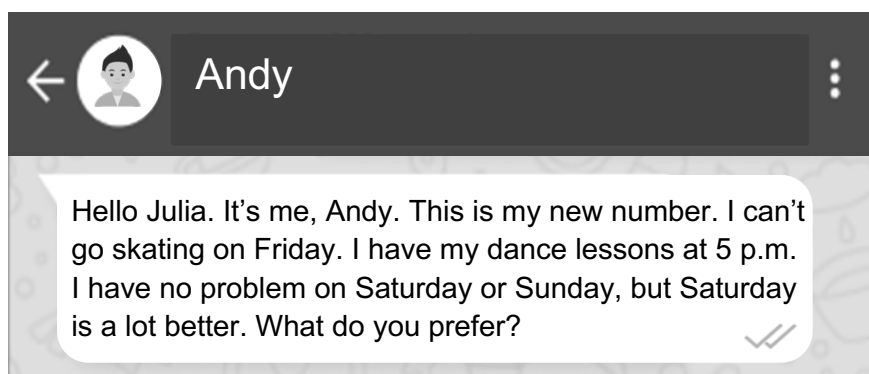 Andy
Hello Julia. It’s me, Andy. This is my new number. I can’t
go skating on Friday. I have my dance lessons at 5 p.m.
I have no problem on Saturday or Sunday, but Saturday
is a lot better. What do you prefer?